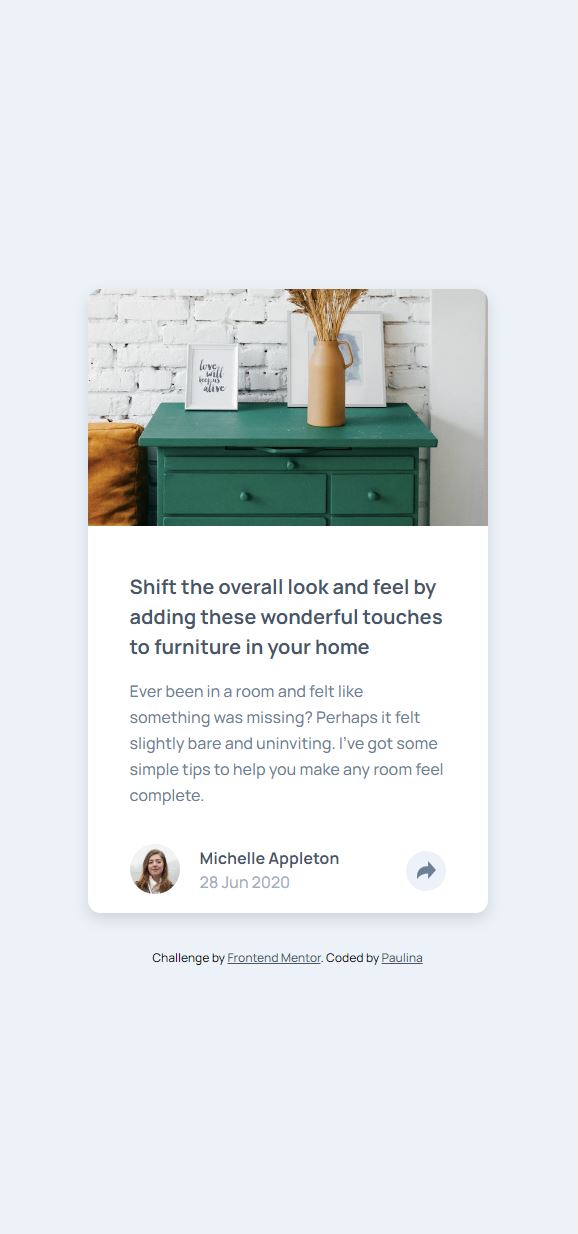 love
will
keep us
alive
Shift the overall look and feel by
adding these wonderful touches
to furniture in your home
Ever been in a room and felt like
something was missing? Perhaps it felt
slightly bare and uninviting. I've got some
simple tips to help you make any room feel
complete.
Michelle Appleton
28 Jun 2020
Challenge by Frontend Mentor. Coded by Paulina